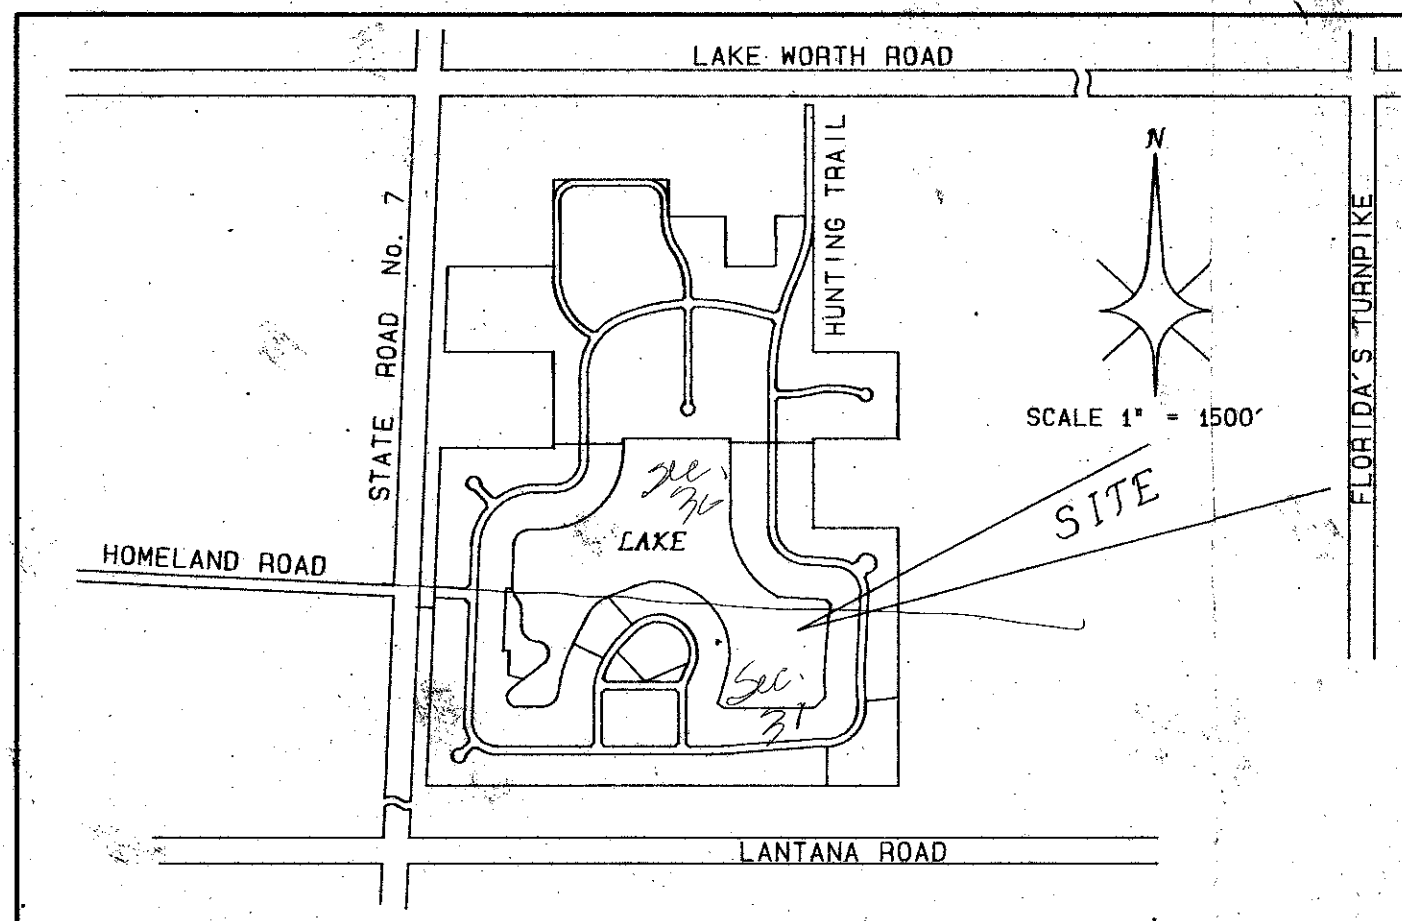 LAKE WORTH ROAD
N
HUNTING TRAIL
STATE ROAD No. 7
FLORIDA'S TURNPIKE
SCALE 1" = 1500'
SITE
Sec.
36
LAKE
HOMELAND ROAD
Sec.
31
LANTANA ROAD